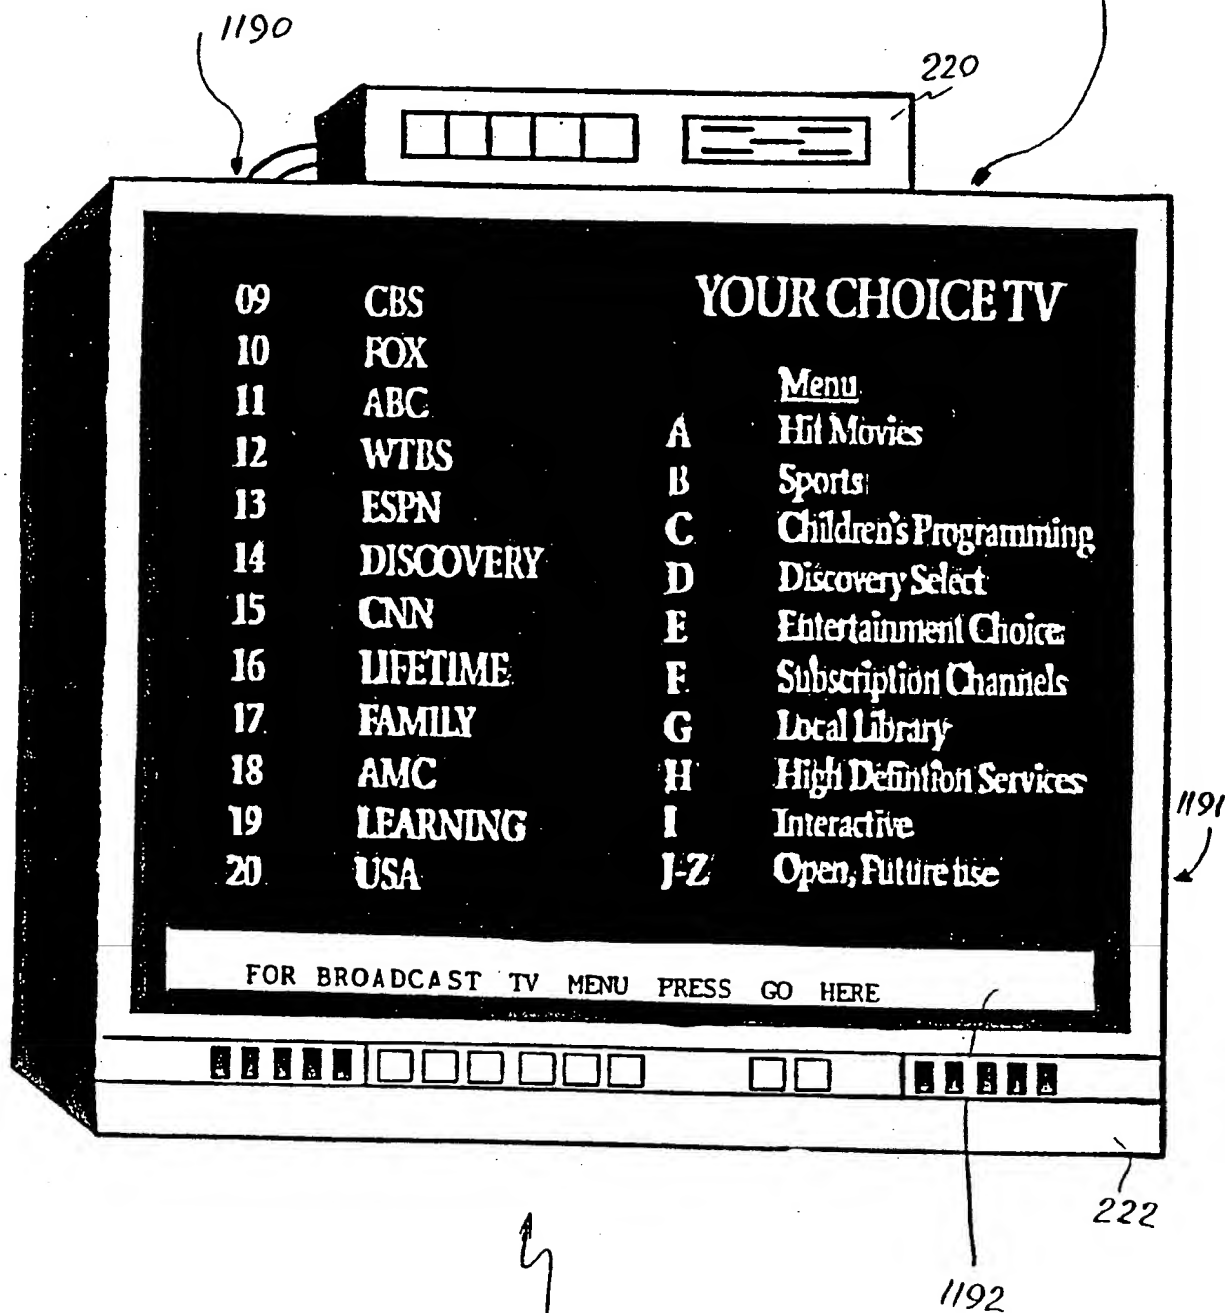 1190
220
09 CBS
10 FOX
11 ABC
12 WTBS
13 ESPN
14 DISCOVERY
15 CNN
16 LIFETIME
17 FAMILY
18 AMC
19 LEARNING
20 USA
YOUR CHOICE TV
Menu
A Hit Movies
B Sports
C Children's Programming
D Discovery Select
E Entertainment Choice
F Subscription Channels
G Local Library
H High Defintion Services
I Interactive
J-Z Open, Future use
1191
FOR BROADCAST TV MENU PRESS GO HERE
222
1192